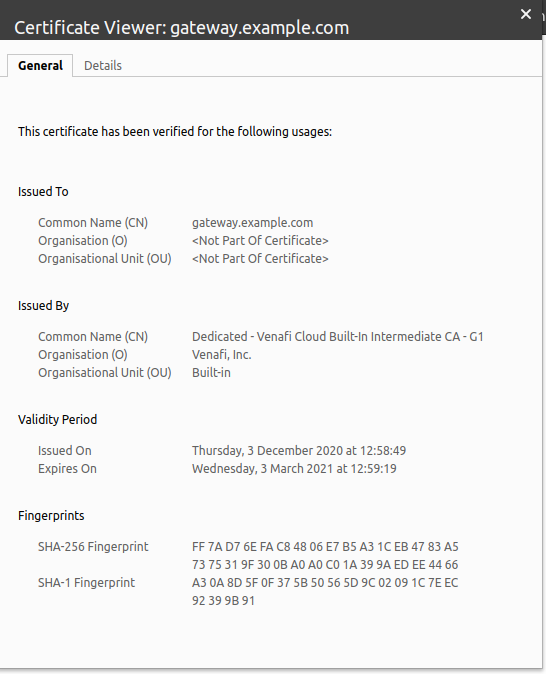 Certificate Viewer: gateway.example.com
General Details
This certificate has been verified for the following usages:
Issued To
Common Name (CN) gateway.example.com
Organisation (O) <Not Part Of Certificate>
Organisational Unit (OU) <Not Part Of Certificate>
Issued By
Common Name (CN) Dedicated - Venafi Cloud Built-In Intermediate CA - G1
Organisation (O) Venafi, Inc.
Organisational Unit (OU) Built-in
Validity Period
Issued On Thursday, 3 December 2020 at 12:58:49
Expires On Wednesday, 3 March 2021 at 12:59:19
Fingerprints
SHA-256 Fingerprint FF 7A D7 6E FA C8 48 06 E7 B5 A3 1C EB 47 83 A5
73 75 31 9F 30 0B A0 A0 C0 1A 39 9A ED EE 44 66
SHA-1 Fingerprint A3 0A 8D 5F 0F 37 5B 50 56 5D 9C 02 09 1C 7E EC
92 39 9B 91